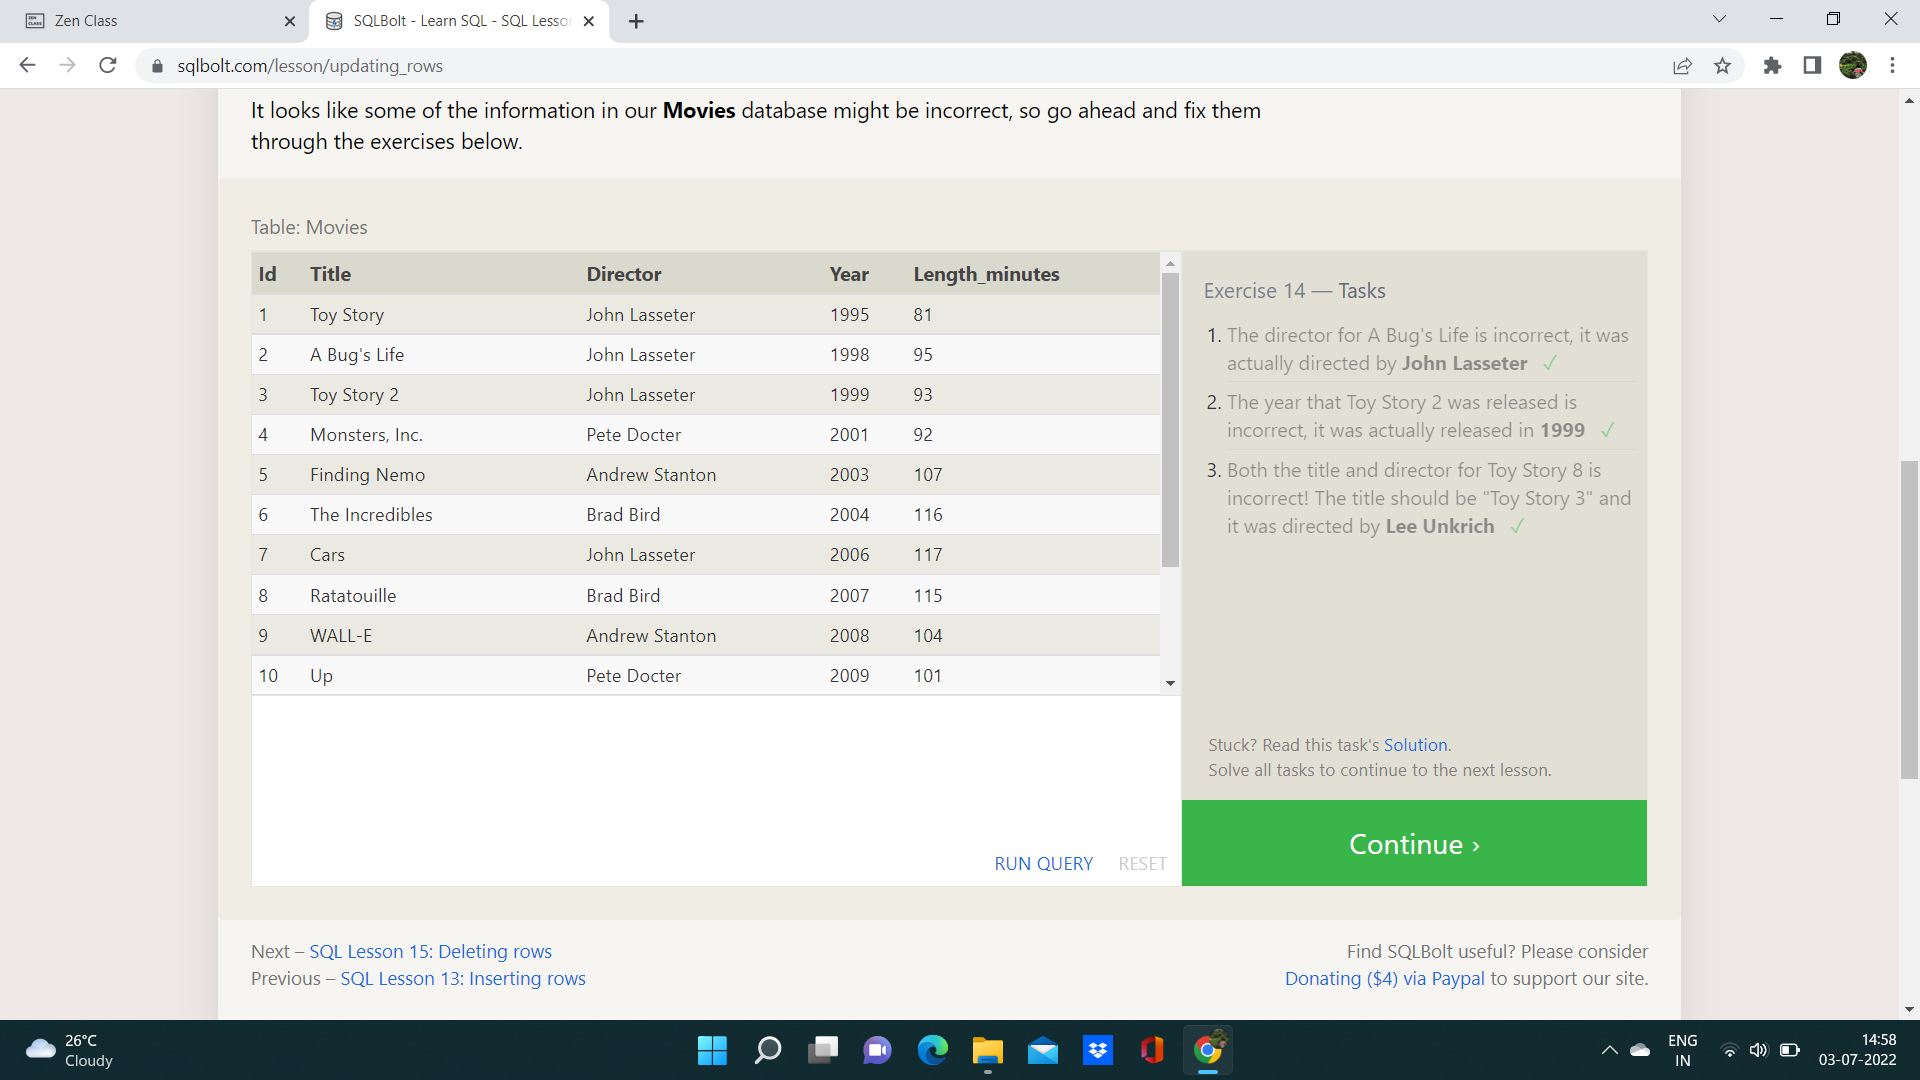 Zen Class
SQLBolt - Learn SQL - SQL Lesso
sqlbolt.com/lesson/updating_rows
It looks like some of the information in our Movies database might be incorrect, so go ahead and fix them
through the exercises below.
Table: Movies
Id Title Director Year Length_minutes
1 Toy Story John Lasseter 1995 81
2 A Bug's Life John Lasseter 1998 95
3 Toy Story 2 John Lasseter 1999 93
4 Monsters, Inc. Pete Docter 2001 92
5 Finding Nemo Andrew Stanton 2003 107
6 The Incredibles Brad Bird 2004 116
7 Cars John Lasseter 2006 117
8 Ratatouille Brad Bird 2007 115
9 WALL-E Andrew Stanton 2008 104
10 Up Pete Docter 2009 101
RUN QUERY RESET
Exercise 14 — Tasks
1. The director for A Bug's Life is incorrect, it was
actually directed by John Lasseter ✓
2. The year that Toy Story 2 was released is
incorrect, it was actually released in 1999 ✓
3. Both the title and director for Toy Story 8 is
incorrect! The title should be "Toy Story 3" and
it was directed by Lee Unkrich ✓
Stuck? Read this task's Solution.
Solve all tasks to continue to the next lesson.
Continue ›
Next – SQL Lesson 15: Deleting rows
Previous – SQL Lesson 13: Inserting rows
Find SQLBolt useful? Please consider
Donating ($4) via Paypal to support our site.
26°C
Cloudy
ENG
IN
14:58
03-07-2022